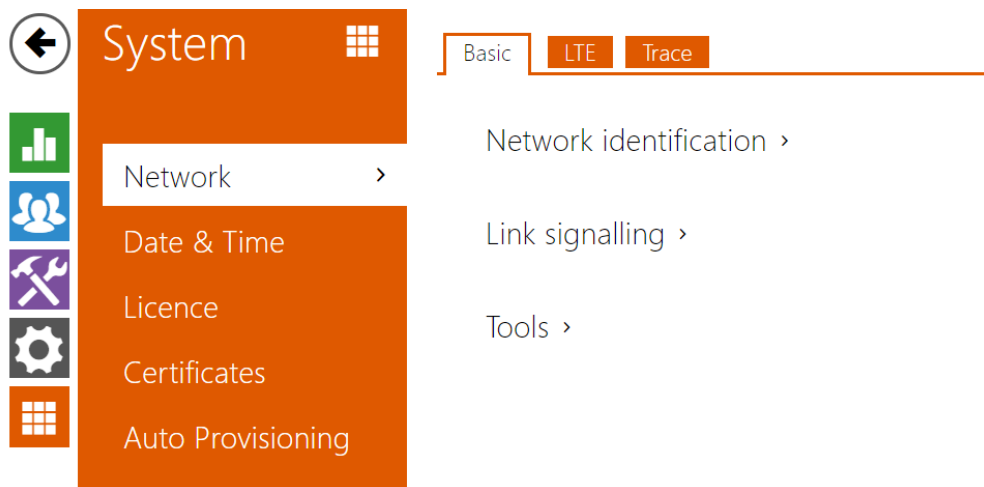 System
Network
Date & Time
Licence
Certificates
Auto Provisioning
Basic
LTE
Trace
Network identification
Link signalling
Tools